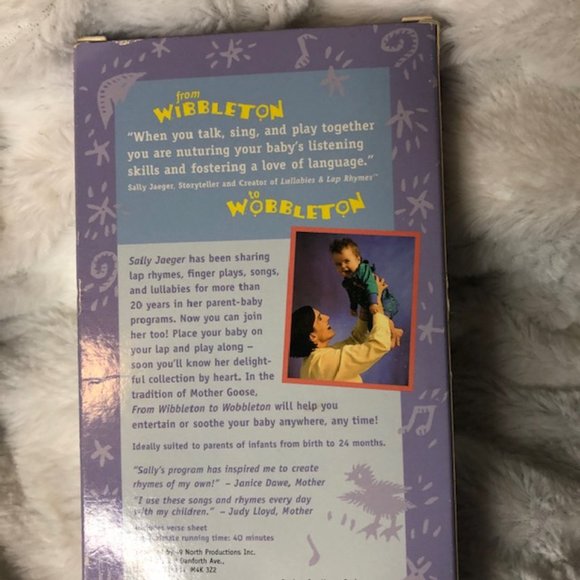 from
WIBBLETON
"When you talk, sing, and play together
you are nuturing your baby's listening
skills and fostering a love of language."
Sally Jaeger, Storyteller and Creator of Lullabies & Lap Rhymes™
to
WOBBLETON
Sally Jaeger has been sharing
lap rhymes, finger plays, songs,
and lullabies for more than
20 years in her parent-baby
programs. Now you can join
her too! Place your baby on
your lap and play along –
soon you'll know her delight-
ful collection by heart. In the
tradition of Mother Goose,
From Wibbleton to Wobbleton will help you
entertain or soothe your baby anywhere, any time!
Ideally suited to parents of infants from birth to 24 months.
"Sally's program has inspired me to create
rhymes of my own!" – Janice Dawe, Mother
"I use these songs and rhymes every day
with my children." – Judy Lloyd, Mother
verse sheet
running time: 40 minutes
by 49 North Productions Inc.
Danforth Ave.,
M4K 3Z2